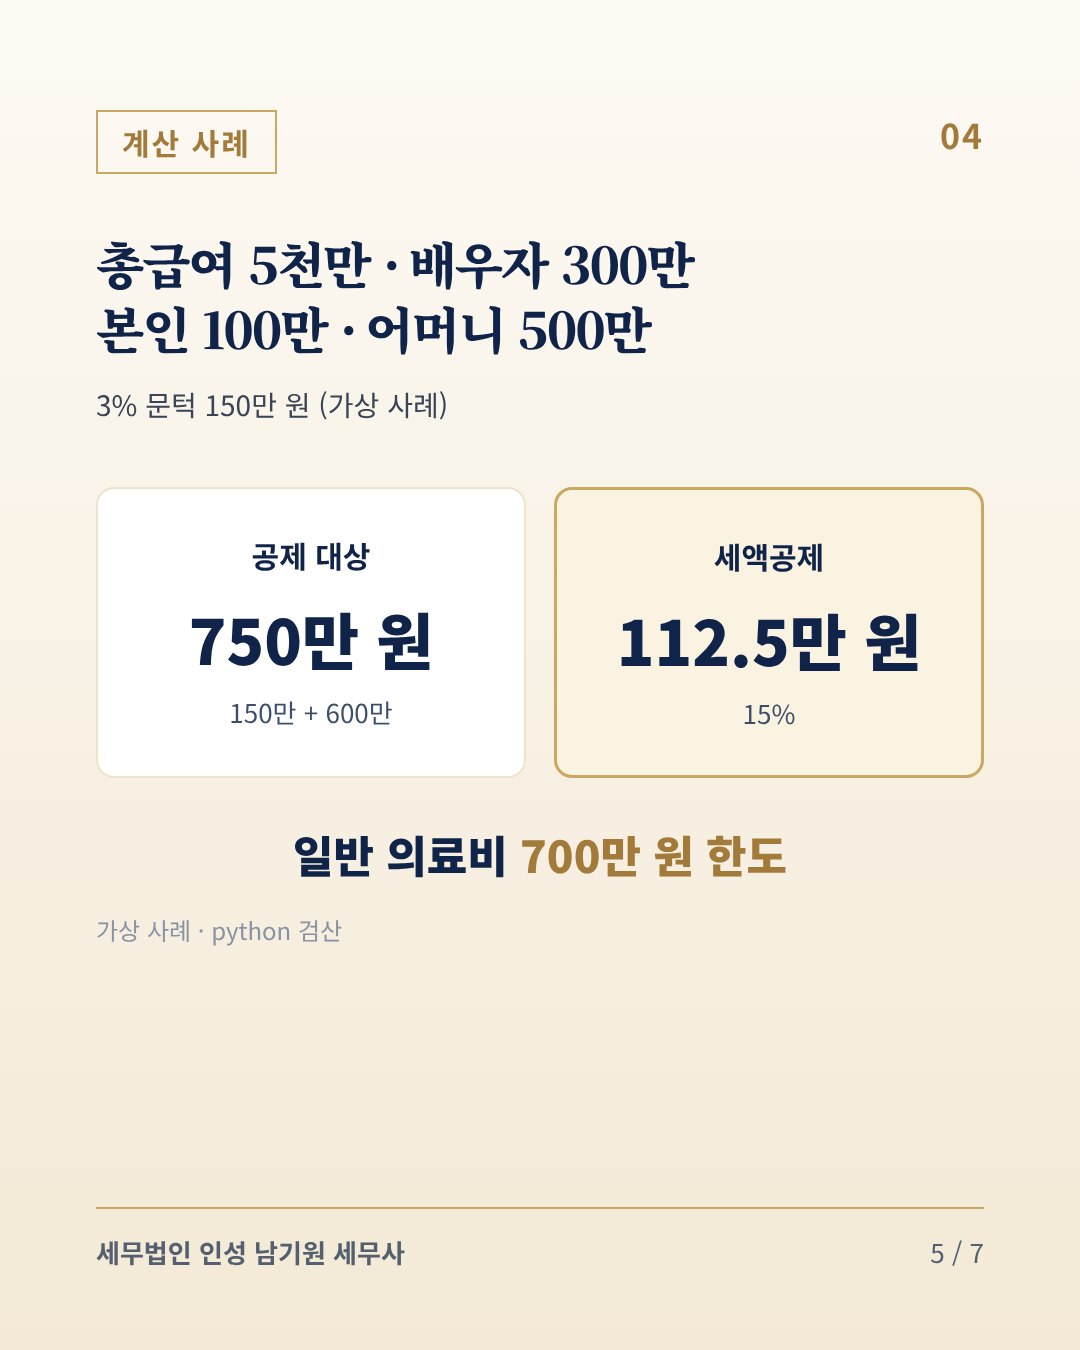 계산 사례
04
총급여 5천만 · 배우자 300만
본인 100만 · 어머니 500만
3% 문턱 150만 원 (가상 사례)
공제 대상
750만 원
150만 + 600만
세액공제
112.5만 원
15%
일반 의료비 700만 원 한도
가상 사례 · python 검산
세무법인 인성 남기원 세무사
5 / 7